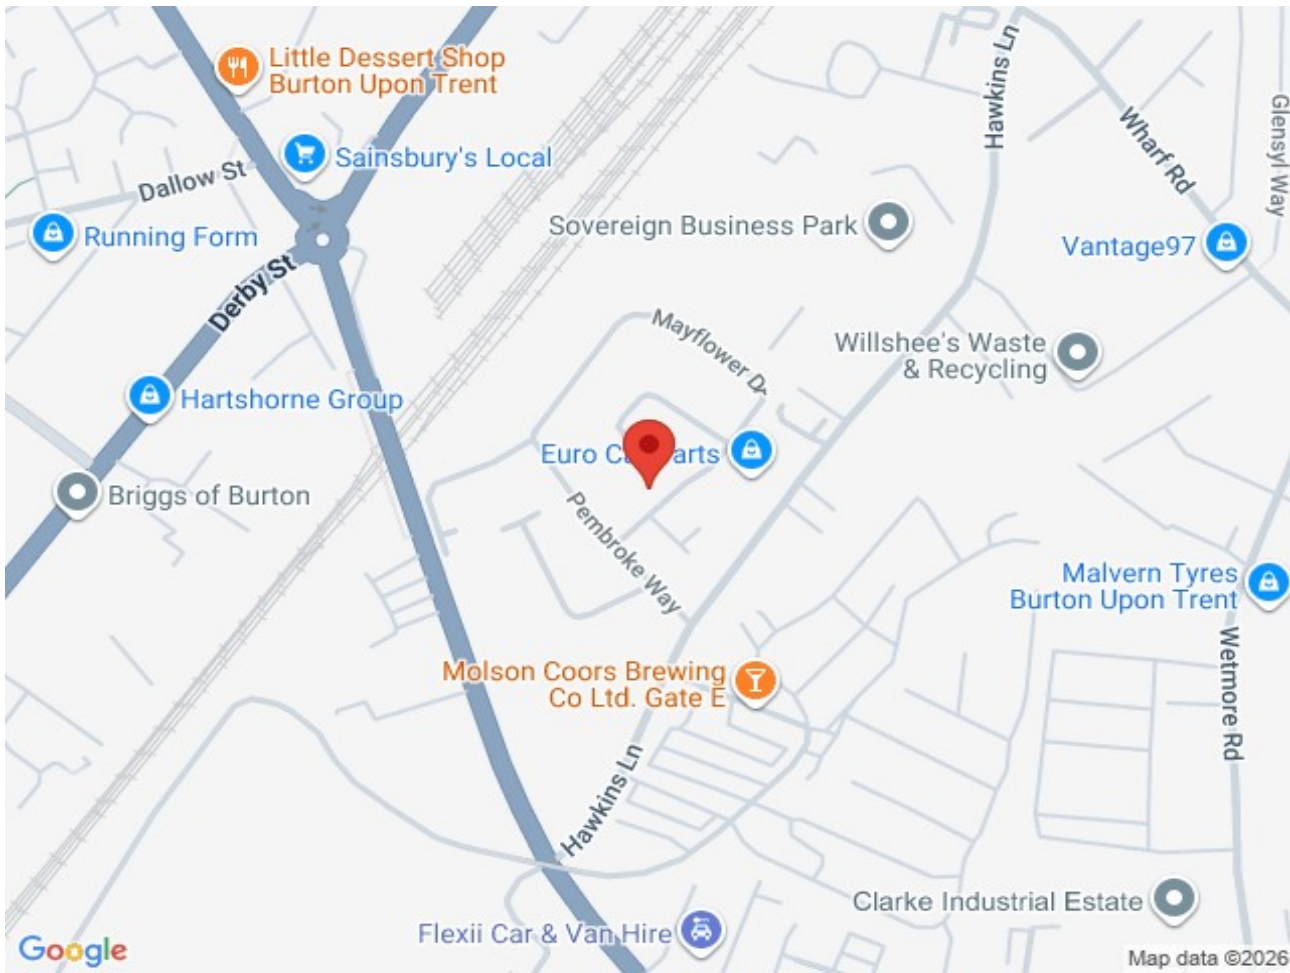 Little Dessert Shop
Burton Upon Trent
Hawkins Ln
Glensyl Way
Wharf Rd
Sainsbury's Local
Dallow St
Running Form
Sovereign Business Park
Vantage97
Derby St
Mayflower Dr
Willshee's Waste
& Recycling
Hartshorne Group
Euro C arts
Briggs of Burton
Pembroke Way
Malvern Tyres
Burton Upon Trent
Wetmore Rd
Molson Coors Brewing
Co Ltd. Gate E
Hawkins Ln
Clarke Industrial Estate
Flexii Car & Van Hire
Google
Map data ©2026